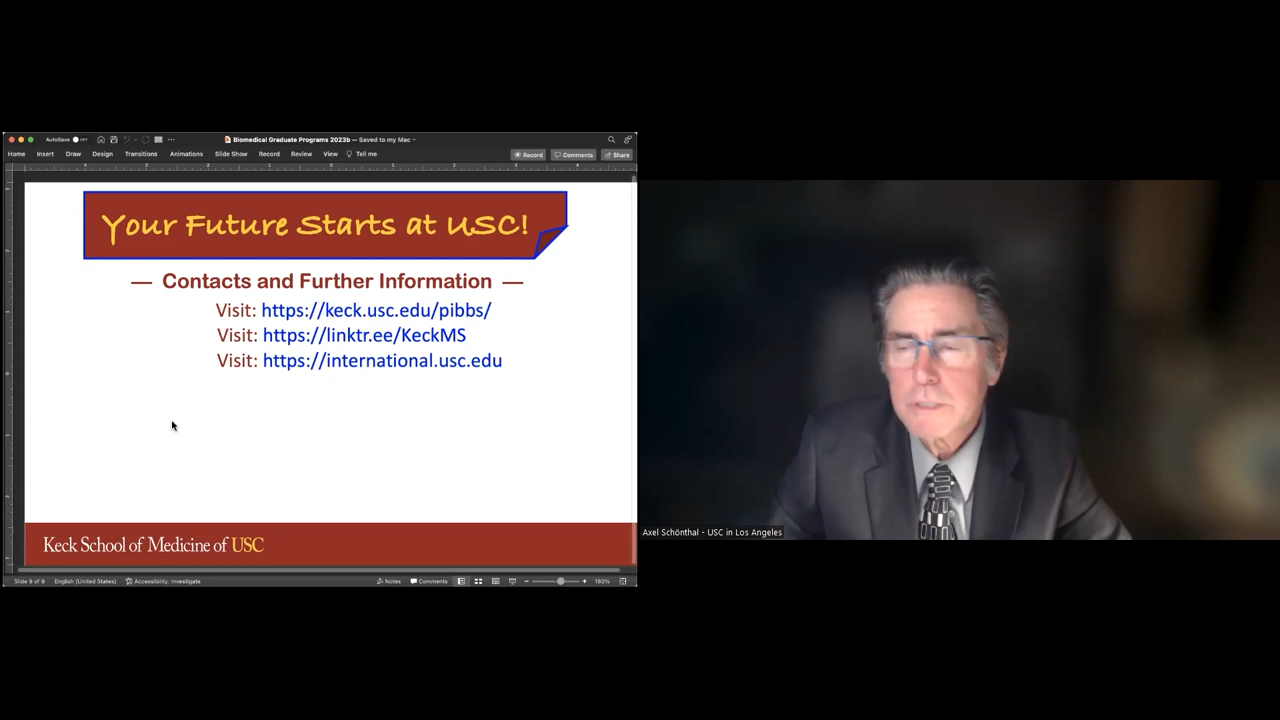 AutoSave OFF
Biomedical Graduate Programs 2023b — Saved to my Mac
Home Insert Draw Design Transitions Animations Slide Show Record Review View Tell me
Record Comments Share
Your Future Starts at USC!
— Contacts and Further Information —
Visit: https://keck.usc.edu/pibbs/
Visit: https://linktr.ee/KeckMS
Visit: https://international.usc.edu
Keck School of Medicine of USC
Slide 9 of 9 English (United States) Accessibility: Investigate Notes Comments 180%
Axel Schönthal - USC in Los Angeles